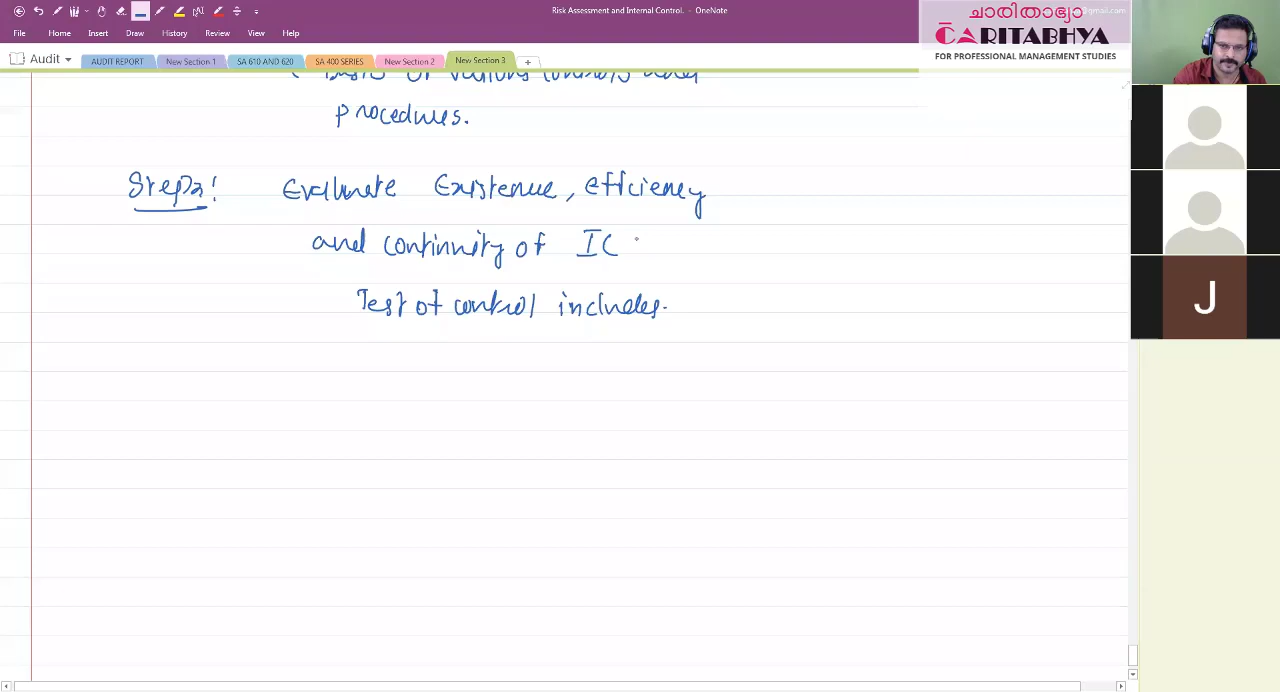 Risk Assessment and Internal Control. - OneNote
File Home Insert Draw History Review View Help
ചാരിതാഭ്യാ
CARITABHYA
FOR PROFESSIONAL MANAGEMENT STUDIES
@gmail.com
Audit AUDIT REPORT New Section 1 SA 610 AND 620 SA 400 SERIES New Section 2 New Section 3
procedures.
Step2: Evaluate Existence, efficiency
and continuity of IC
Test of control includes.
J